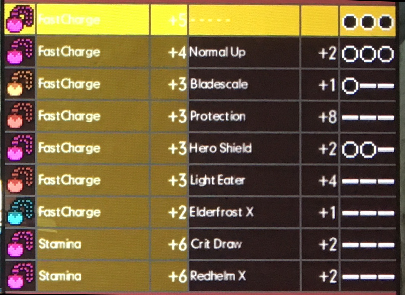 FastCharge +5 -----
FastCharge +4 Normal Up +2 OOO
FastCharge +3 Bladescale +1 O--
FastCharge +3 Protection +8 ---
FastCharge +3 Hero Shield +2 OO-
FastCharge +3 Light Eater +4 ---
FastCharge +2 Elderfrost X +1 ---
Stamina +6 Crit Draw +2 ---
Stamina +6 Redhelm X +2 ---